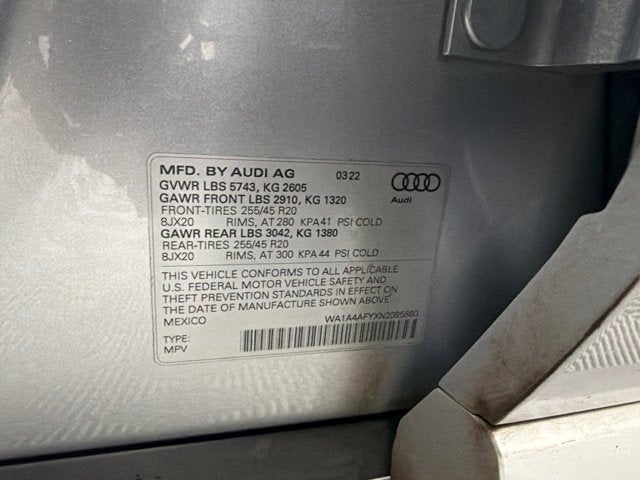 MFD. BY AUDI AG 03 22
GVWR LBS 5743, KG 2605
GAWR FRONT LBS 2910, KG 1320
FRONT-TIRES 255/45 R20
8JX20 RIMS, AT 280 KPA41 PSI COLD
GAWR REAR LBS 3042, KG 1380
REAR-TIRES 255/45 R20
8JX20 RIMS, AT 300 KPA44 PSI COLD
Audi
THIS VEHICLE CONFORMS TO ALL APPLICABLE
U.S. FEDERAL MOTOR VEHICLE SAFETY AND
THEFT PREVENTION STANDARDS IN EFFECT ON
THE DATE OF MANUFACTURE SHOWN ABOVE.
MEXICO WA1A4AFYXN2095880
TYPE:
MPV